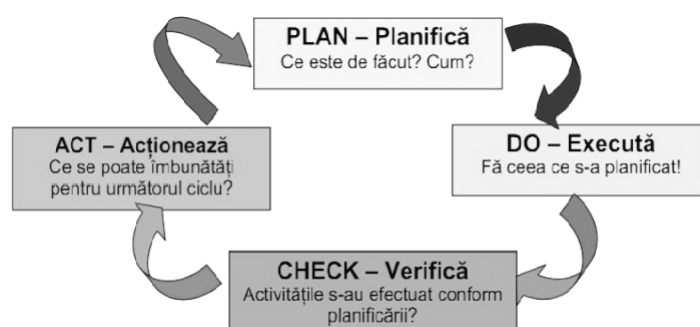 PLAN – Planifică
Ce este de făcut? Cum?
DO – Execută
Fă ceea ce s-a planificat!
CHECK – Verifică
Activitățile s-au efectuat conform
planificării?
ACT – Acționează
Ce se poate îmbunătăți
pentru următorul ciclu?